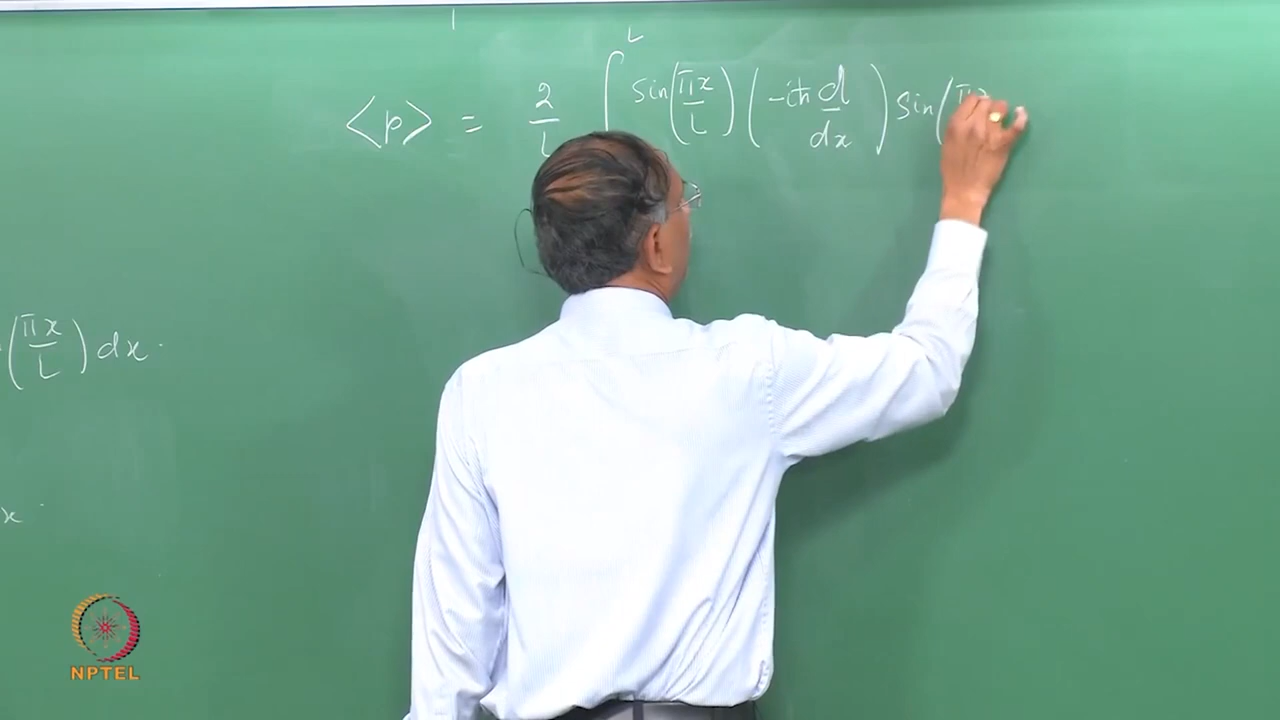 L
<p> = 2/L ∫ sin(πx/L) (-iħ d/dx) sin(π
(πx/L) dx.
x.
NPTEL